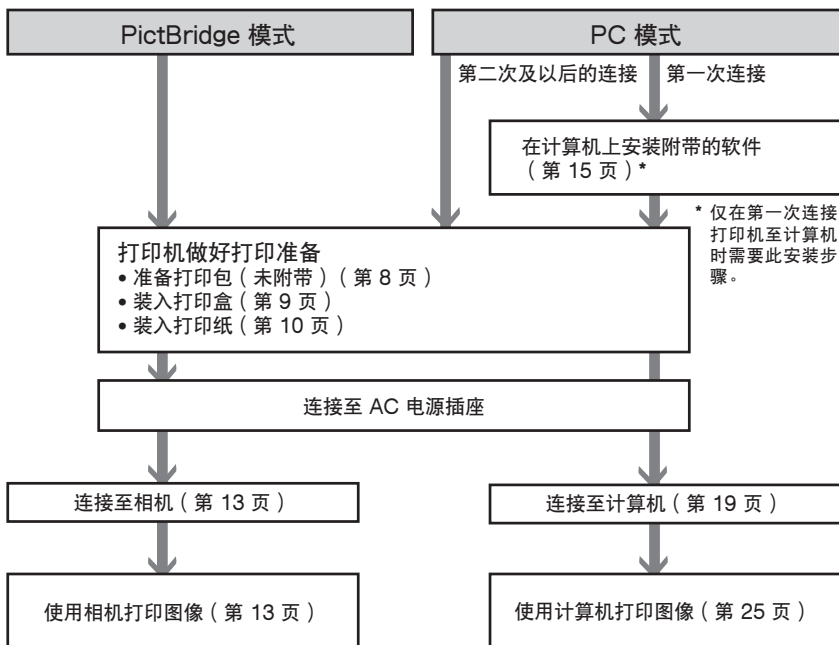 PictBridge 模式
PC 模式
第二次及以后的连接
第一次连接
在计算机上安装附带的软件
（第 15 页）*
* 仅在第一次连接
打印机至计算机
时需要此安装步
骤。
打印机做好打印准备
• 准备打印包（未附带）（第 8 页）
• 装入打印盒（第 9 页）
• 装入打印纸（第 10 页）
连接至 AC 电源插座
连接至相机（第 13 页）
连接至计算机（第 19 页）
使用相机打印图像（第 13 页）
使用计算机打印图像（第 25 页）